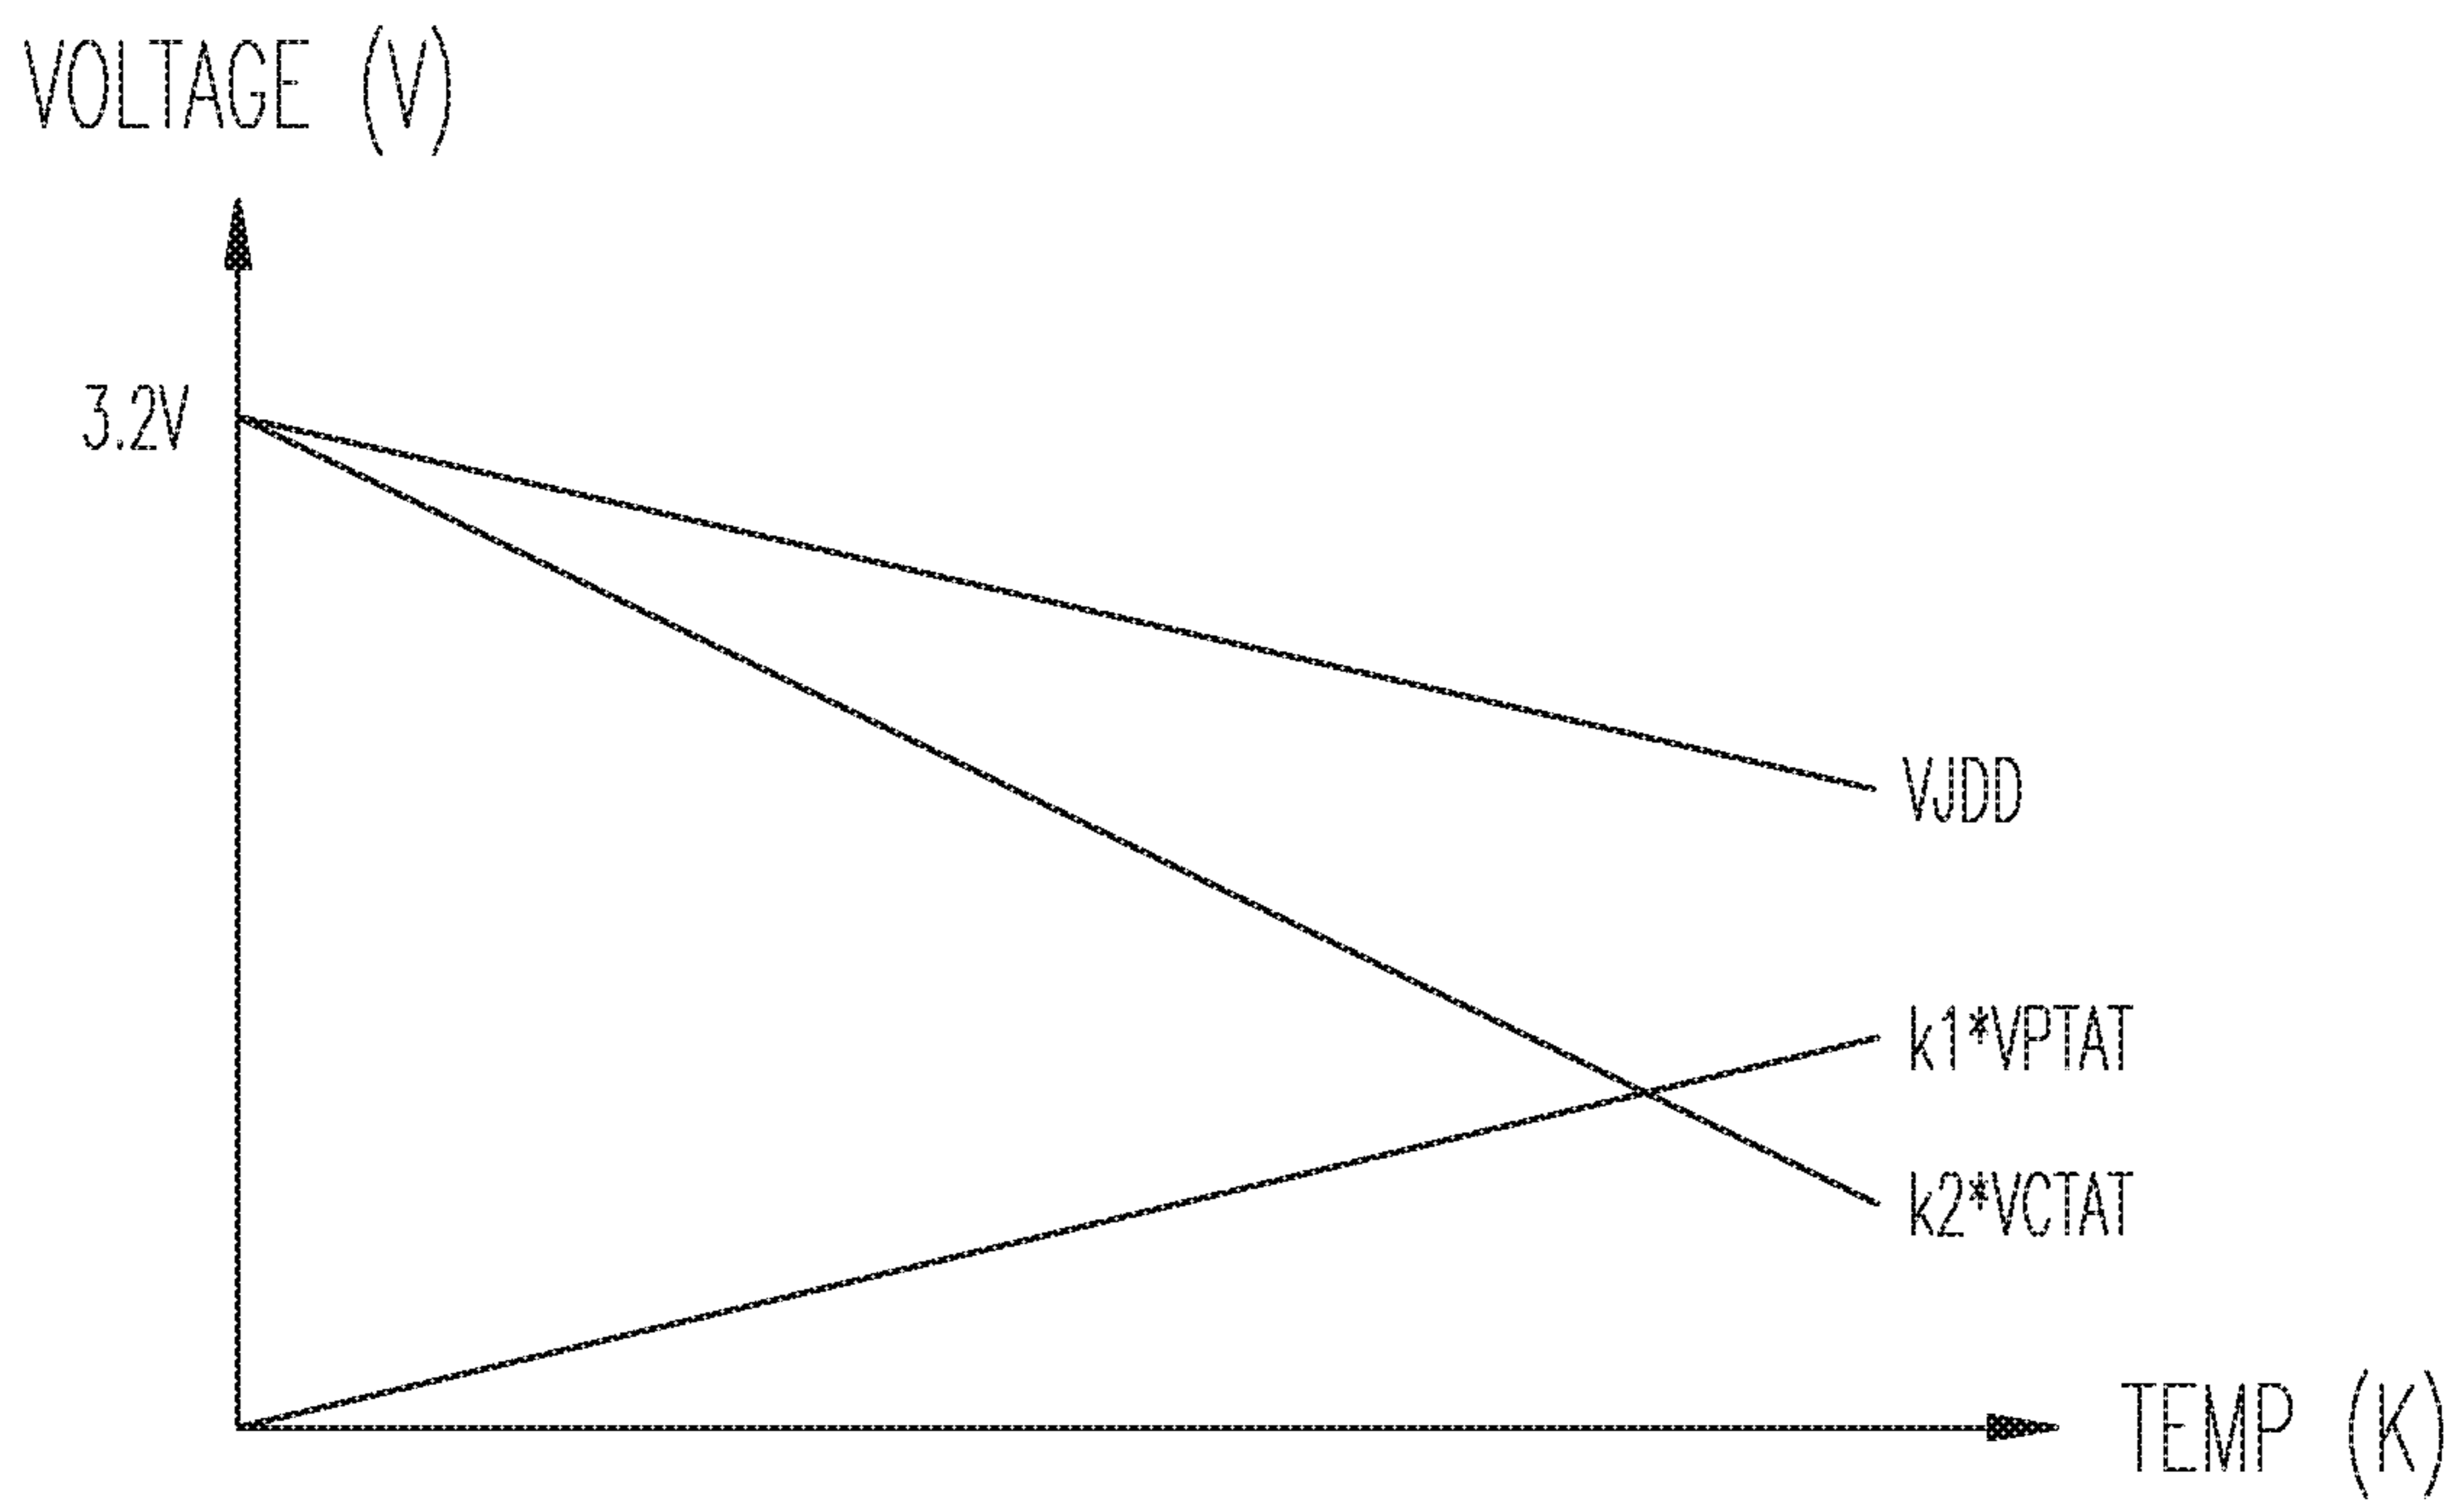 VOLTAGE (V)
3.2V
VJDD
k1*VPTAT
k2*VCTAT
TEMP (K)